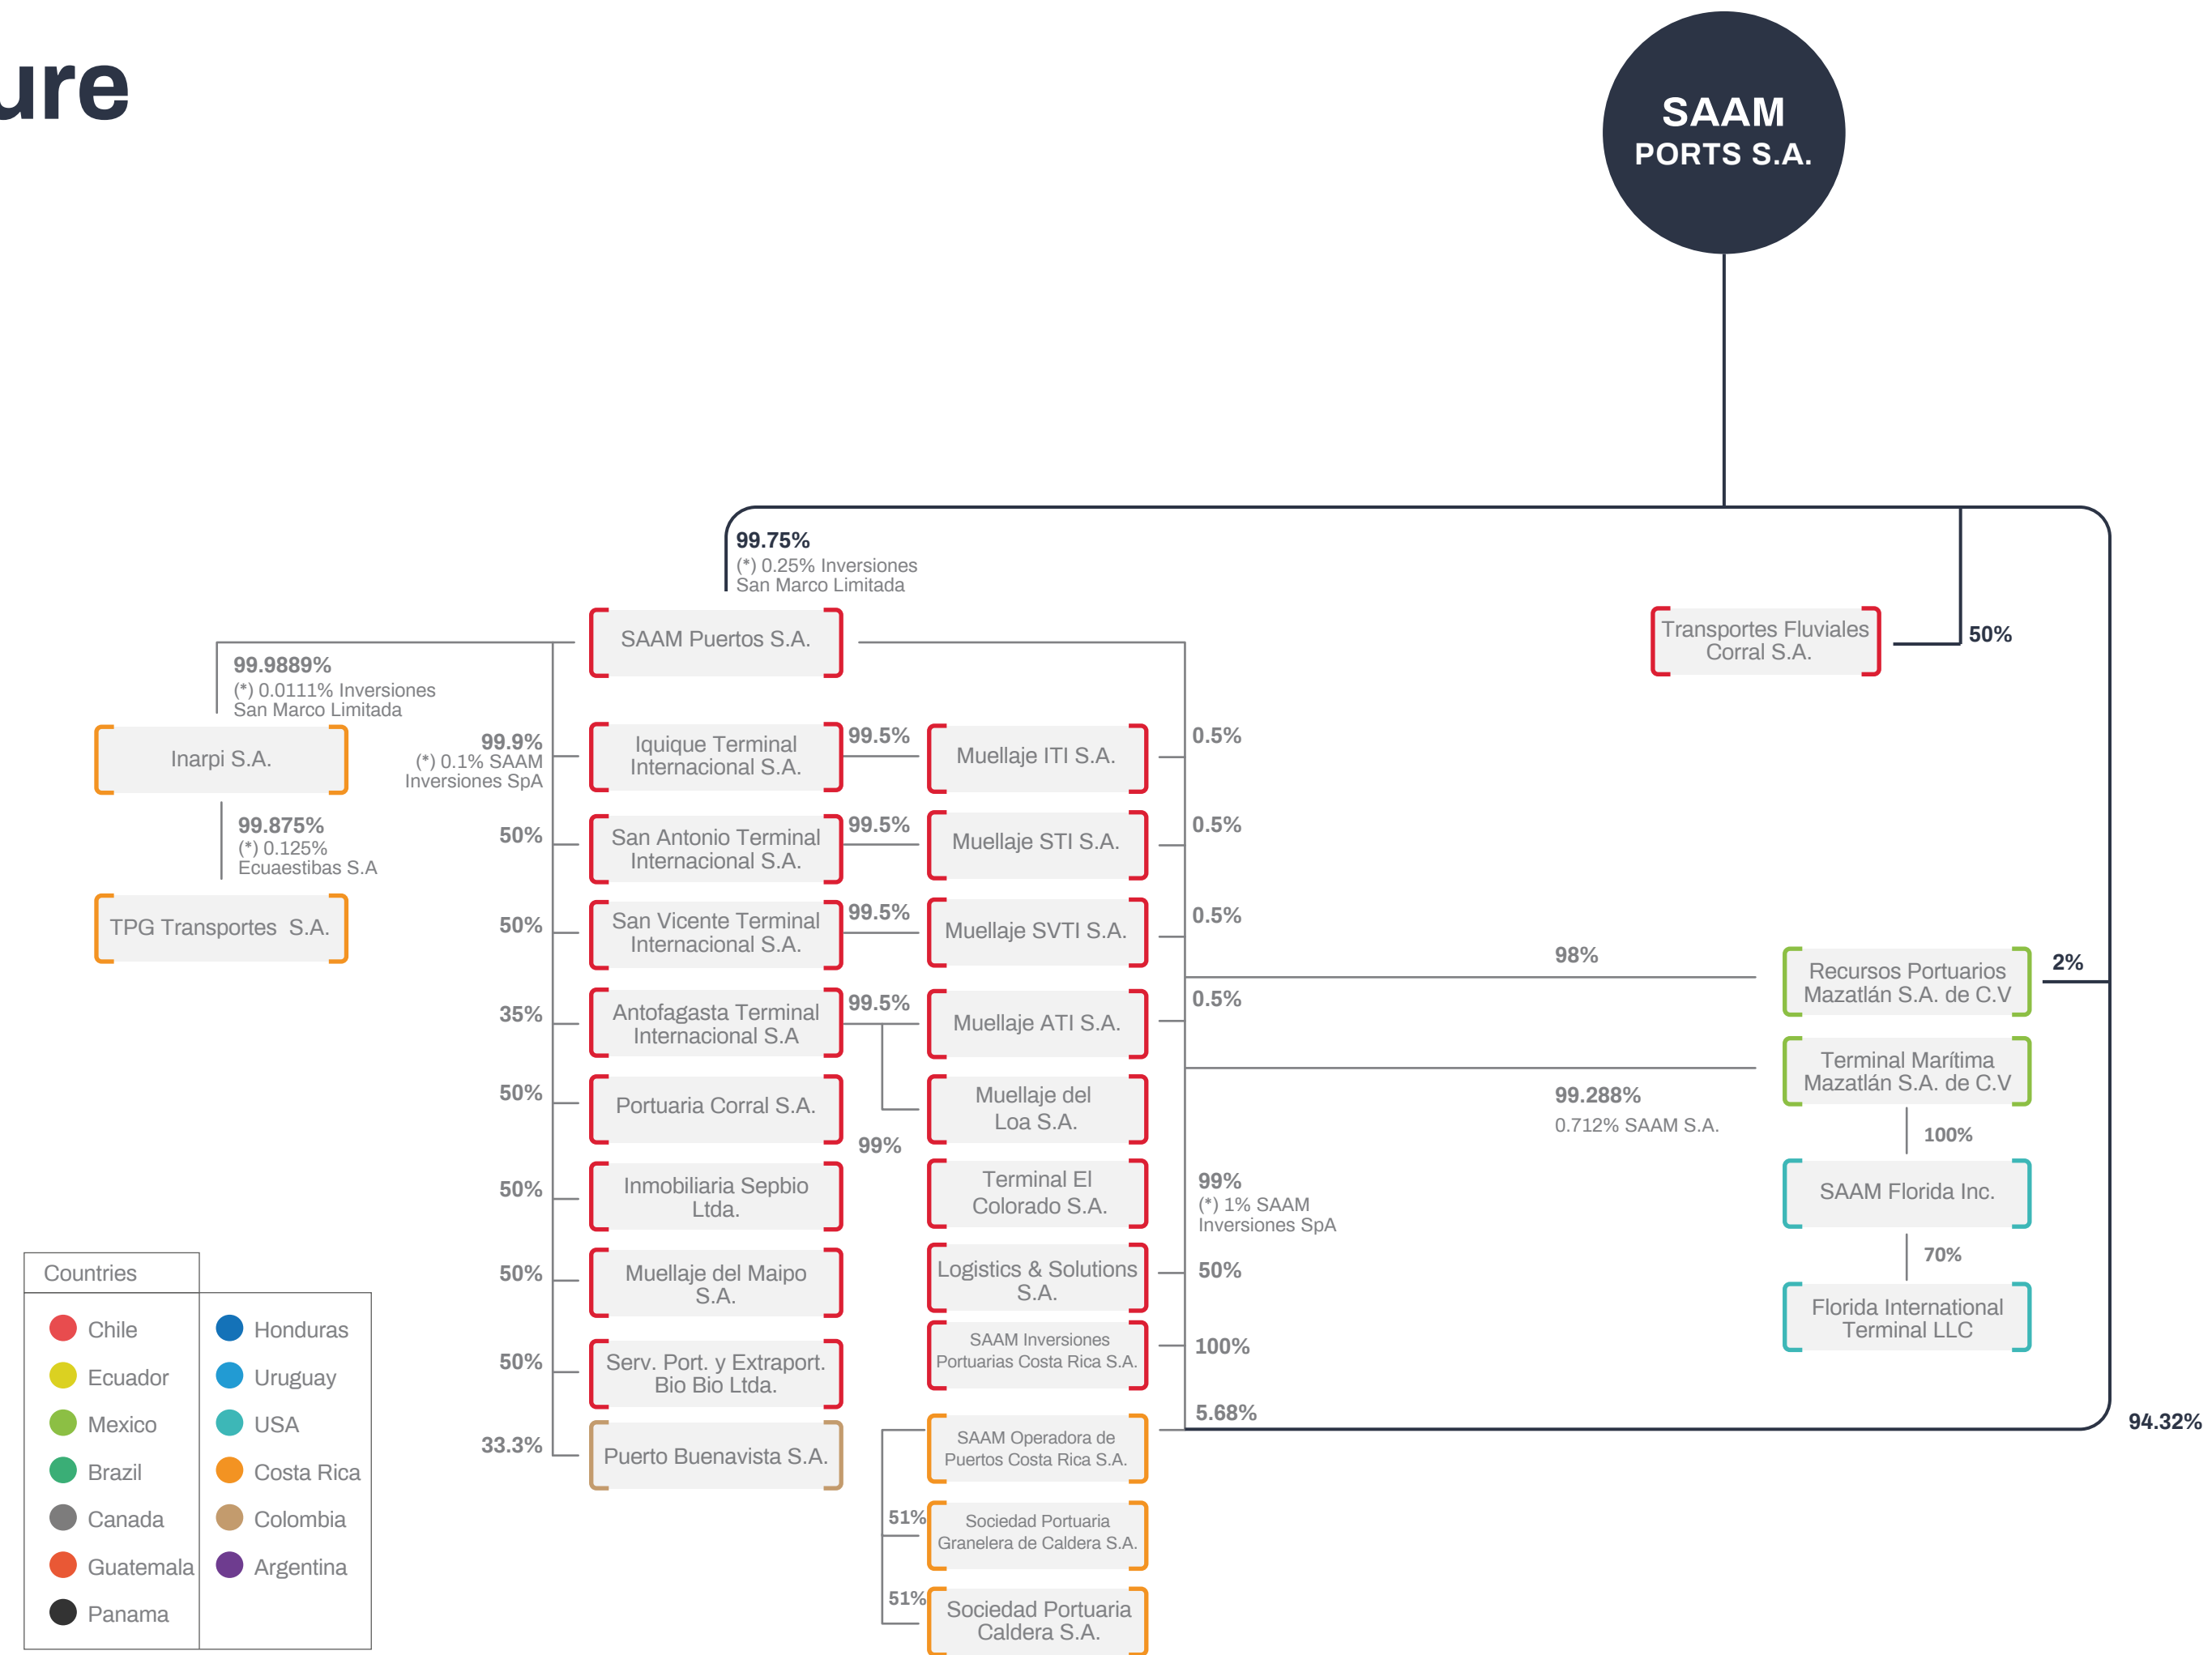 ure
SAAM
PORTS S.A.
99.75%
(*) 0.25% Inversiones
San Marco Limitada
SAAM Puertos S.A.
Transportes Fluviales
Corral S.A.
50%
99.9889%
(*) 0.0111% Inversiones
San Marco Limitada
Inarpi S.A.
99.875%
(*) 0.125%
Ecuaestibas S.A
TPG Transportes S.A.
99.9%
(*) 0.1% SAAM
Inversiones SpA
Iquique Terminal
Internacional S.A.
99.5%
Muellaje ITI S.A.
0.5%
50%
San Antonio Terminal
Internacional S.A.
99.5%
Muellaje STI S.A.
0.5%
50%
San Vicente Terminal
Internacional S.A.
99.5%
Muellaje SVTI S.A.
0.5%
98%
Recursos Portuarios
Mazatlán S.A. de C.V
2%
35%
Antofagasta Terminal
Internacional S.A
99.5%
Muellaje ATI S.A.
0.5%
Terminal Marítima
Mazatlán S.A. de C.V
99.288%
0.712% SAAM S.A.
50%
Portuaria Corral S.A.
99%
Muellaje del
Loa S.A.
100%
50%
Inmobiliaria Sepbio
Ltda.
Terminal El
Colorado S.A.
99%
(*) 1% SAAM
Inversiones SpA
SAAM Florida Inc.
70%
50%
Muellaje del Maipo
S.A.
Logistics & Solutions
S.A.
50%
Florida International
Terminal LLC
50%
Serv. Port. y Extraport.
Bio Bio Ltda.
SAAM Inversiones
Portuarias Costa Rica S.A.
100%
33.3%
Puerto Buenavista S.A.
SAAM Operadora de
Puertos Costa Rica S.A.
5.68%
94.32%
51%
Sociedad Portuaria
Granelera de Caldera S.A.
51%
Sociedad Portuaria
Caldera S.A.
Countries
Chile
Ecuador
Mexico
Brazil
Canada
Guatemala
Panama
Honduras
Uruguay
USA
Costa Rica
Colombia
Argentina